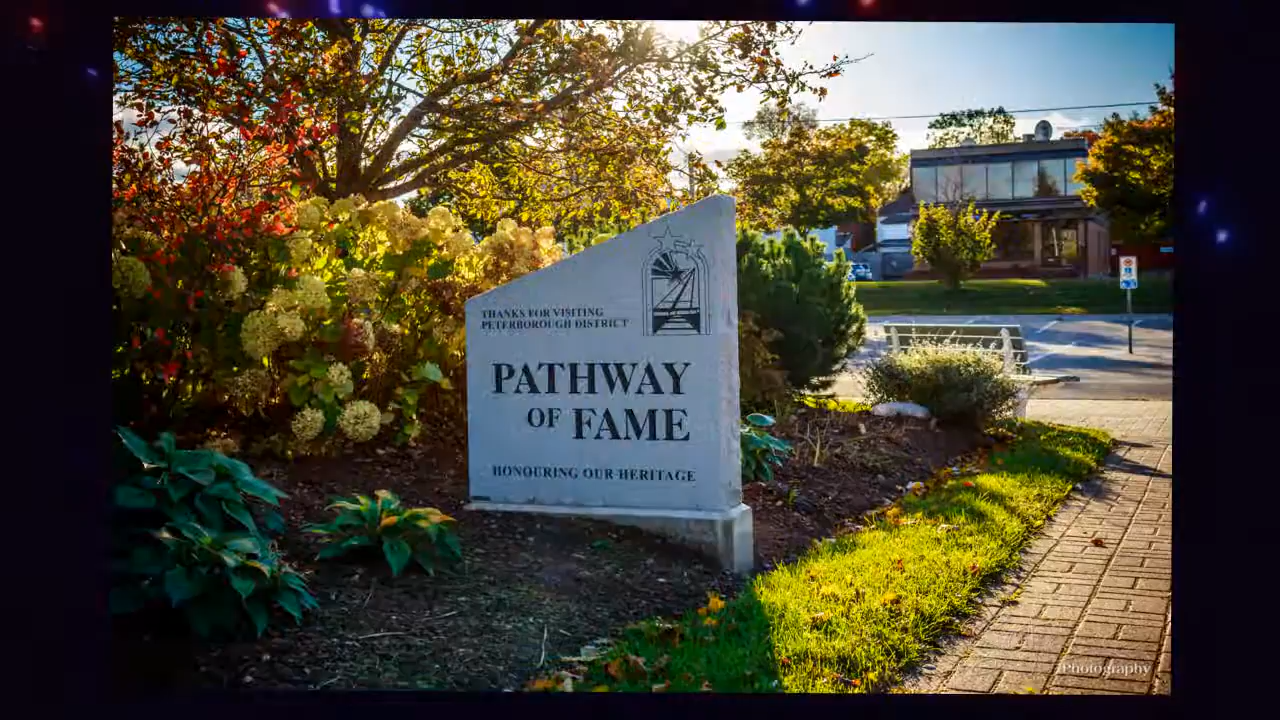 THANKS FOR VISITING
PETERBOROUGH DISTRICT
PATHWAY
OF FAME
HONOURING OUR HERITAGE
Photography